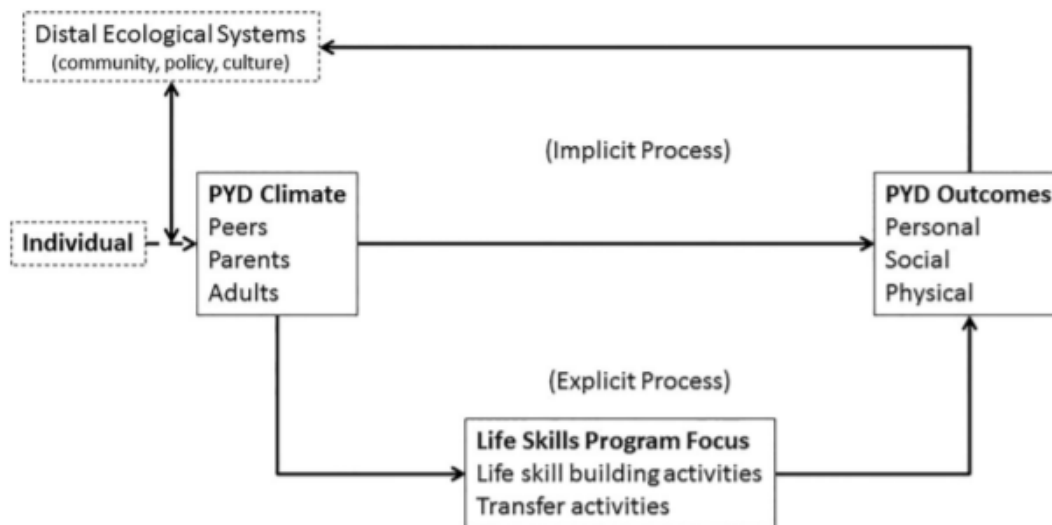 Distal Ecological Systems
(community, policy, culture)
(Implicit Process)
PYD Climate
Peers
Parents
Adults
Individual
PYD Outcomes
Personal
Social
Physical
(Explicit Process)
Life Skills Program Focus
Life skill building activities
Transfer activities